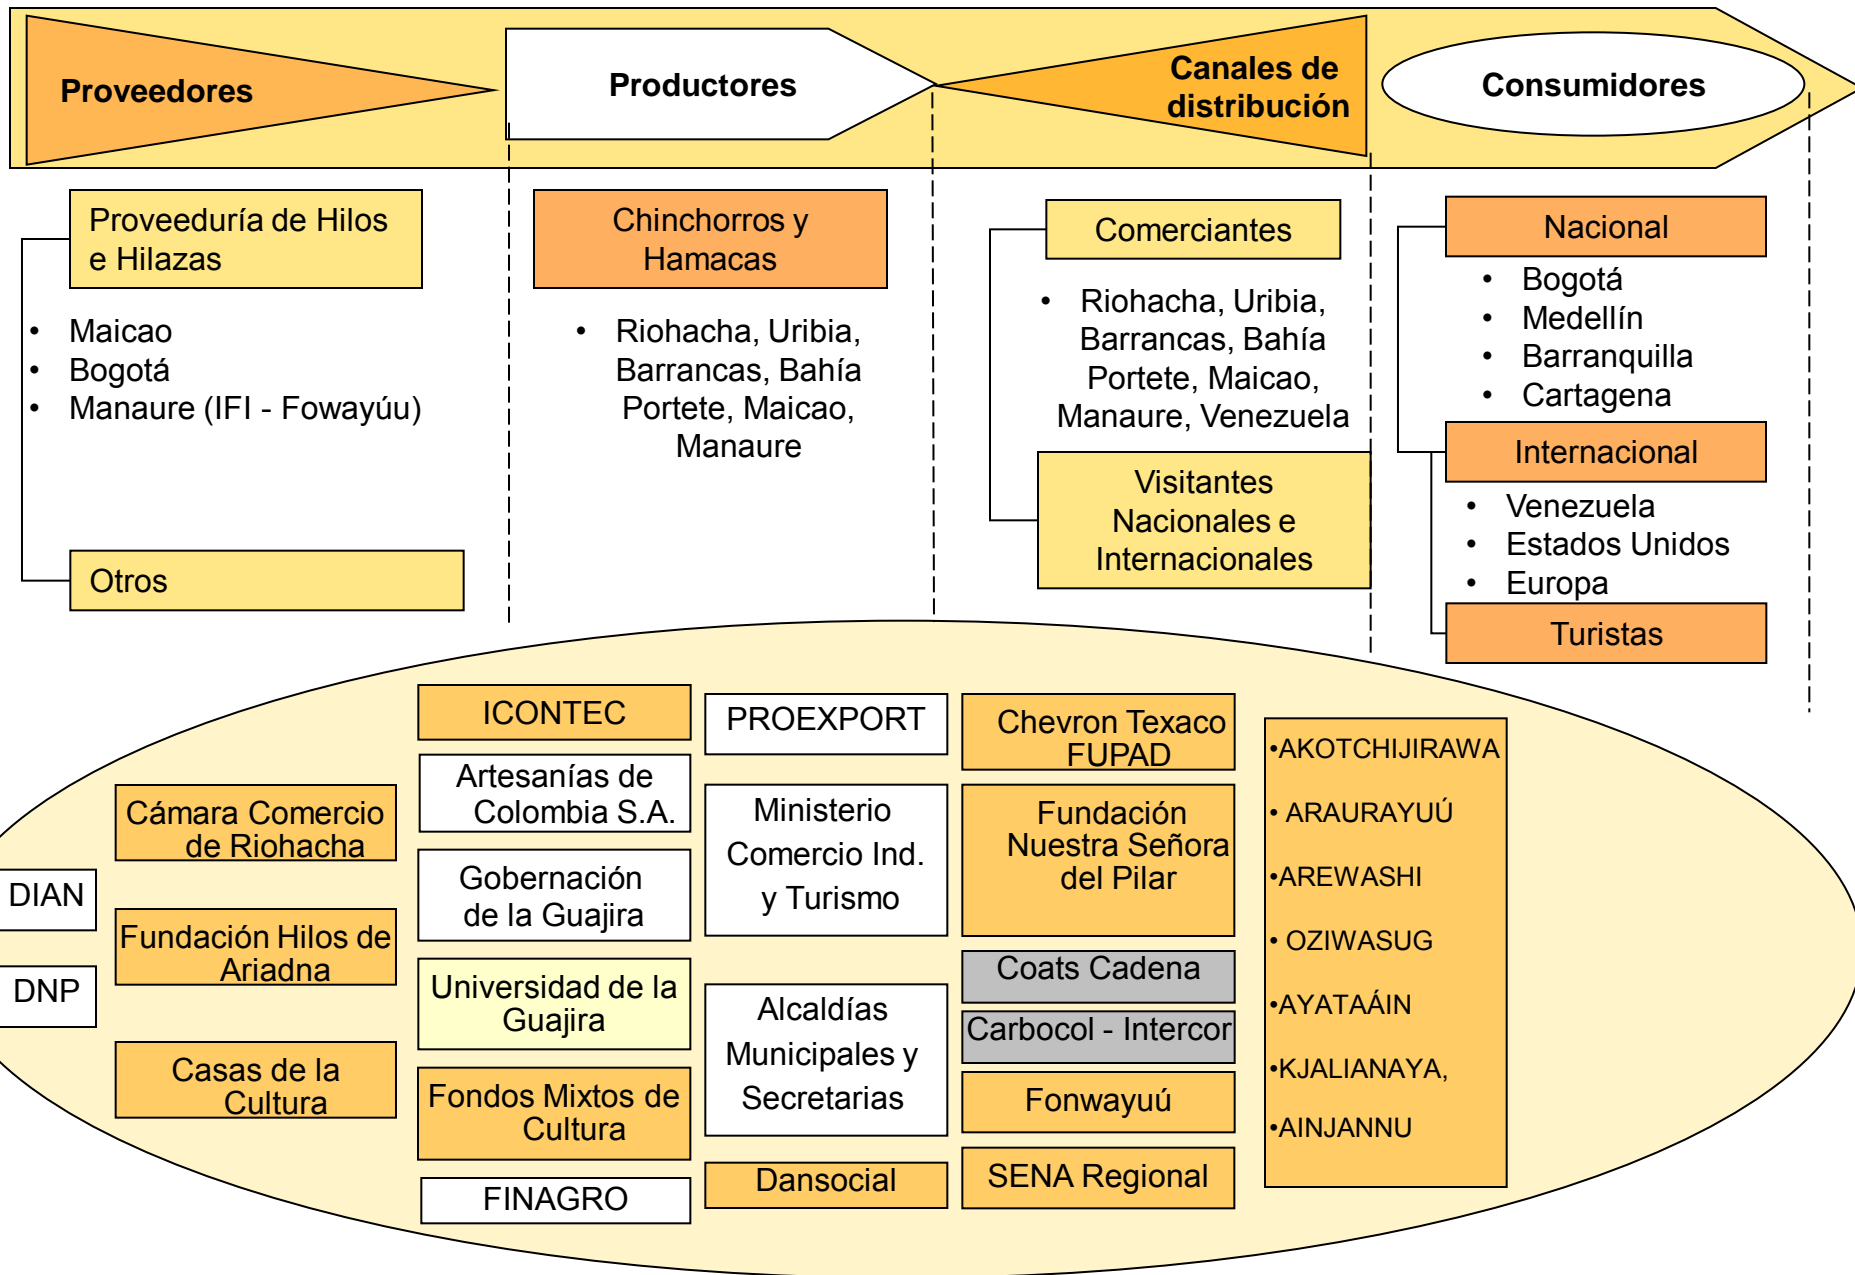 Proveedores
Productores
Canales de
distribución
Consumidores
Proveeduría de Hilos
e Hilazas
• Maicao
• Bogotá
• Manaure (IFI - Fowayúu)
Otros
Chinchorros y
Hamacas
• Riohacha, Uribia,
Barrancas, Bahía
Portete, Maicao,
Manaure
Comerciantes
• Riohacha, Uribia,
Barrancas, Bahía
Portete, Maicao,
Manaure, Venezuela
Visitantes
Nacionales e
Internacionales
Nacional
• Bogotá
• Medellín
• Barranquilla
• Cartagena
Internacional
• Venezuela
• Estados Unidos
• Europa
Turistas
DIAN
DNP
Cámara Comercio
de Riohacha
Fundación Hilos de
Ariadna
Casas de la
Cultura
ICONTEC
Artesanías de
Colombia S.A.
Gobernación
de la Guajira
Universidad de la
Guajira
Fondos Mixtos de
Cultura
FINAGRO
PROEXPORT
Ministerio
Comercio Ind.
y Turismo
Alcaldías
Municipales y
Secretarias
Dansocial
Chevron Texaco
FUPAD
Fundación
Nuestra Señora
del Pilar
Coats Cadena
Carbocol - Intercor
Fonwayuú
SENA Regional
•AKOTCHIJIRAWA
• ARAURAYUÚ
•AREWASHI
• OZIWASUG
•AYATAÁIN
•KJALIANAYA,
•AINJANNU